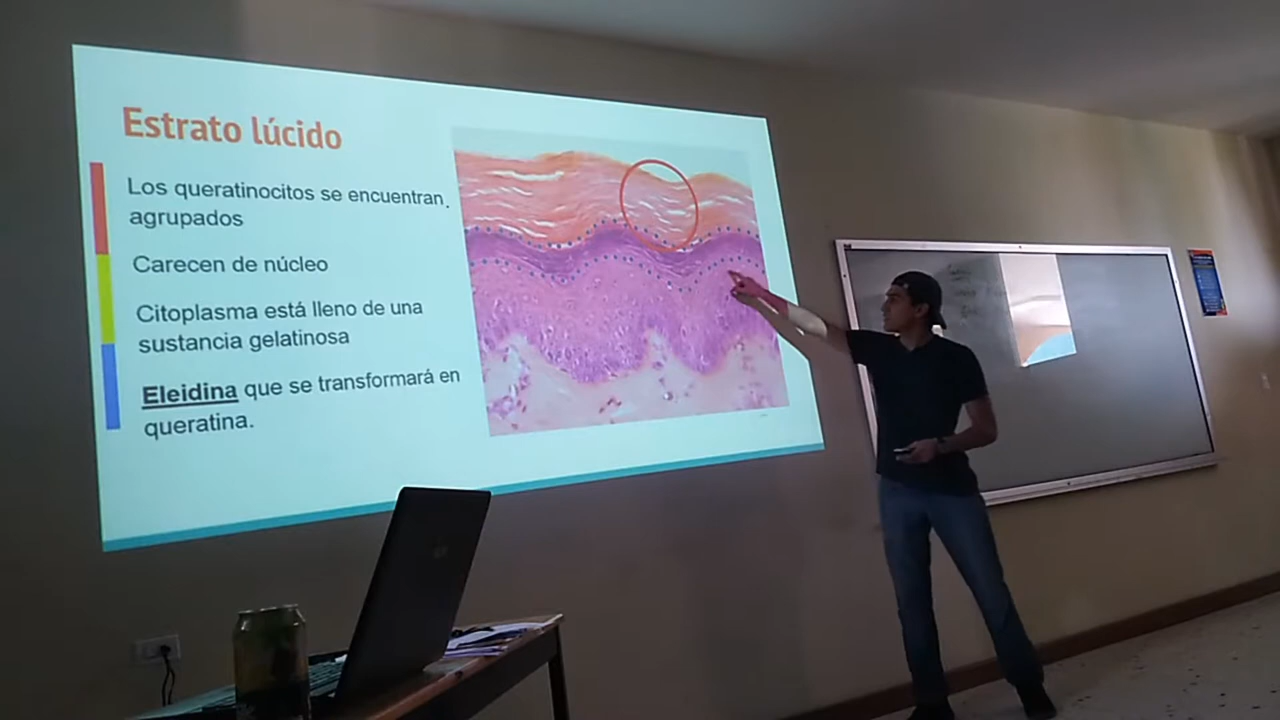 Estrato lúcido
Los queratinocitos se encuentran.
agrupados
Carecen de núcleo
Citoplasma está lleno de una
sustancia gelatinosa
Eleidina que se transformará en
queratina.